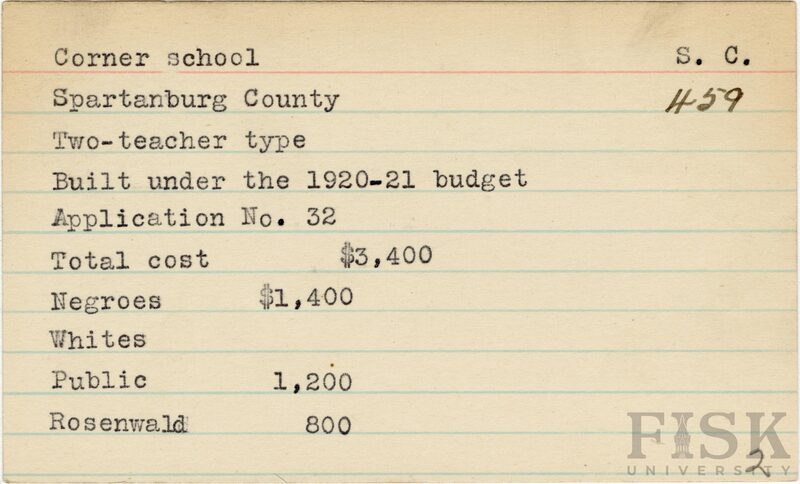 Corner school S. C.
Spartanburg County 459
Two-teacher type
Built under the 1920-21 budget
Application No. 32
Total cost $3,400
Negroes $1,400
Whites
Public 1,200
Rosenwald 800
FISK
UNIVERSITY
2